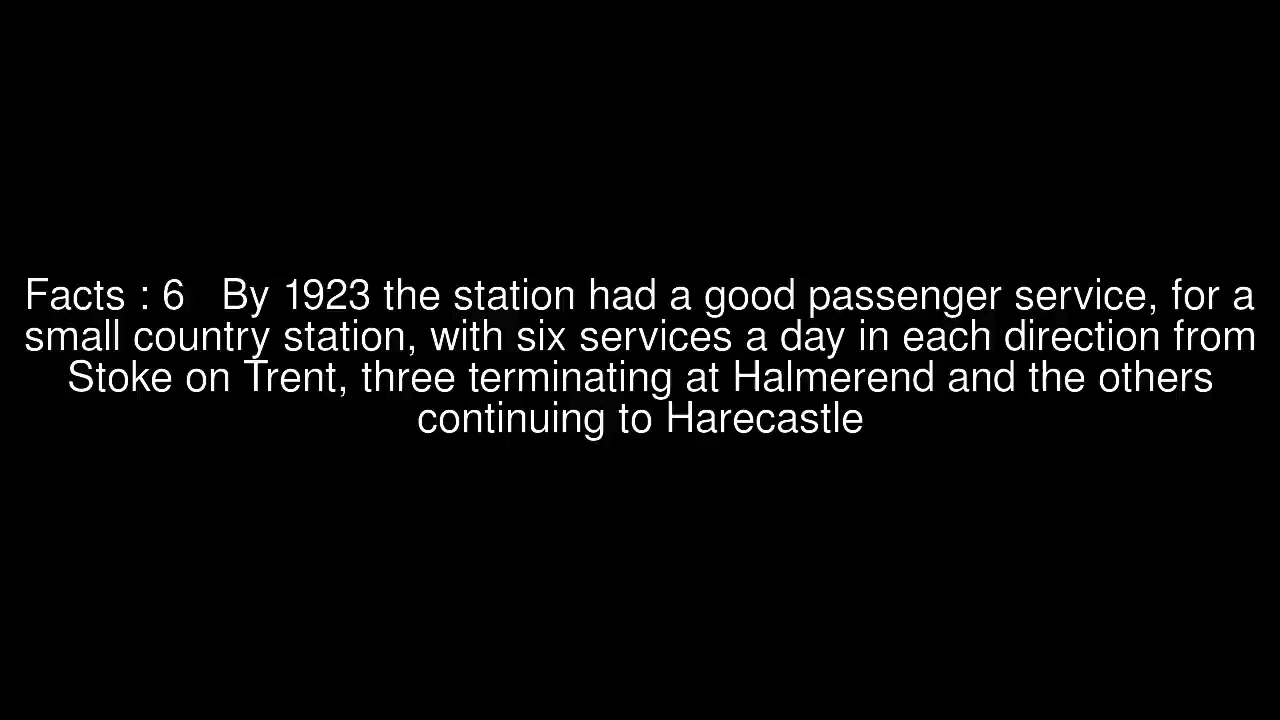 Facts : 6   By 1923 the station had a good passenger service, for a
small country station, with six services a day in each direction from
Stoke on Trent, three terminating at Halmerend and the others
continuing to Harecastle